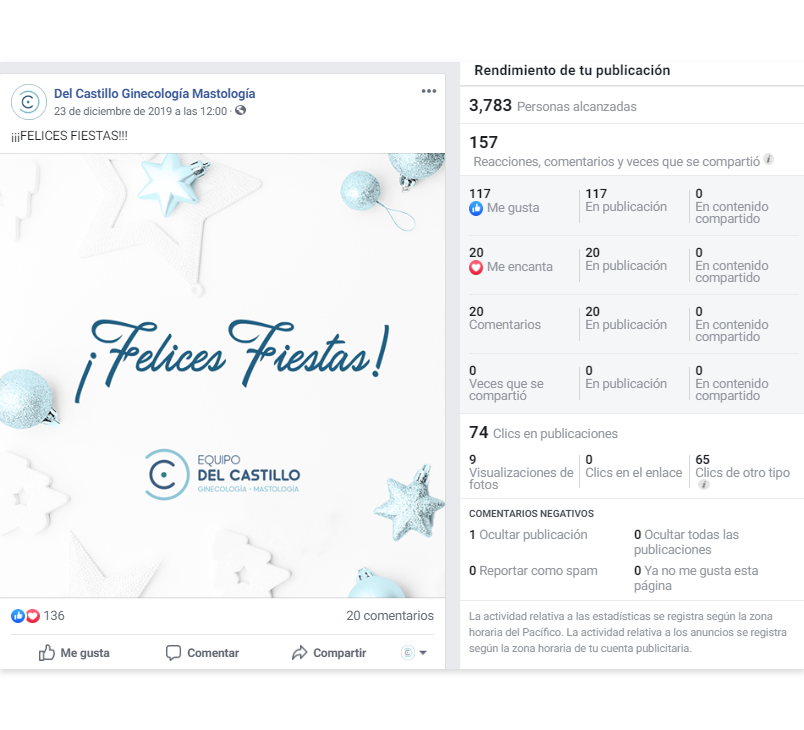 Del Castillo Ginecología Mastología
23 de diciembre de 2019 a las 12:00 ·
¡¡¡FELICES FIESTAS!!!
¡Felices Fiestas!
EQUIPO
DEL CASTILLO
GINECOLOGÍA - MASTOLOGÍA
136
20 comentarios
Me gusta
Comentar
Compartir
Rendimiento de tu publicación
3,783 Personas alcanzadas
157
Reacciones, comentarios y veces que se compartió i
117
Me gusta
117
En publicación
0
En contenido
compartido
20
Me encanta
20
En publicación
0
En contenido
compartido
20
Comentarios
20
En publicación
0
En contenido
compartido
0
Veces que se
compartió
0
En publicación
0
En contenido
compartido
74 Clics en publicaciones
9
Visualizaciones de
fotos
0
Clics en el enlace
65
Clics de otro tipo
i
COMENTARIOS NEGATIVOS
1 Ocultar publicación
0 Ocultar todas las
publicaciones
0 Reportar como spam
0 Ya no me gusta esta
página
La actividad relativa a las estadísticas se registra según la zona
horaria del Pacífico. La actividad relativa a los anuncios se registra
según la zona horaria de tu cuenta publicitaria.